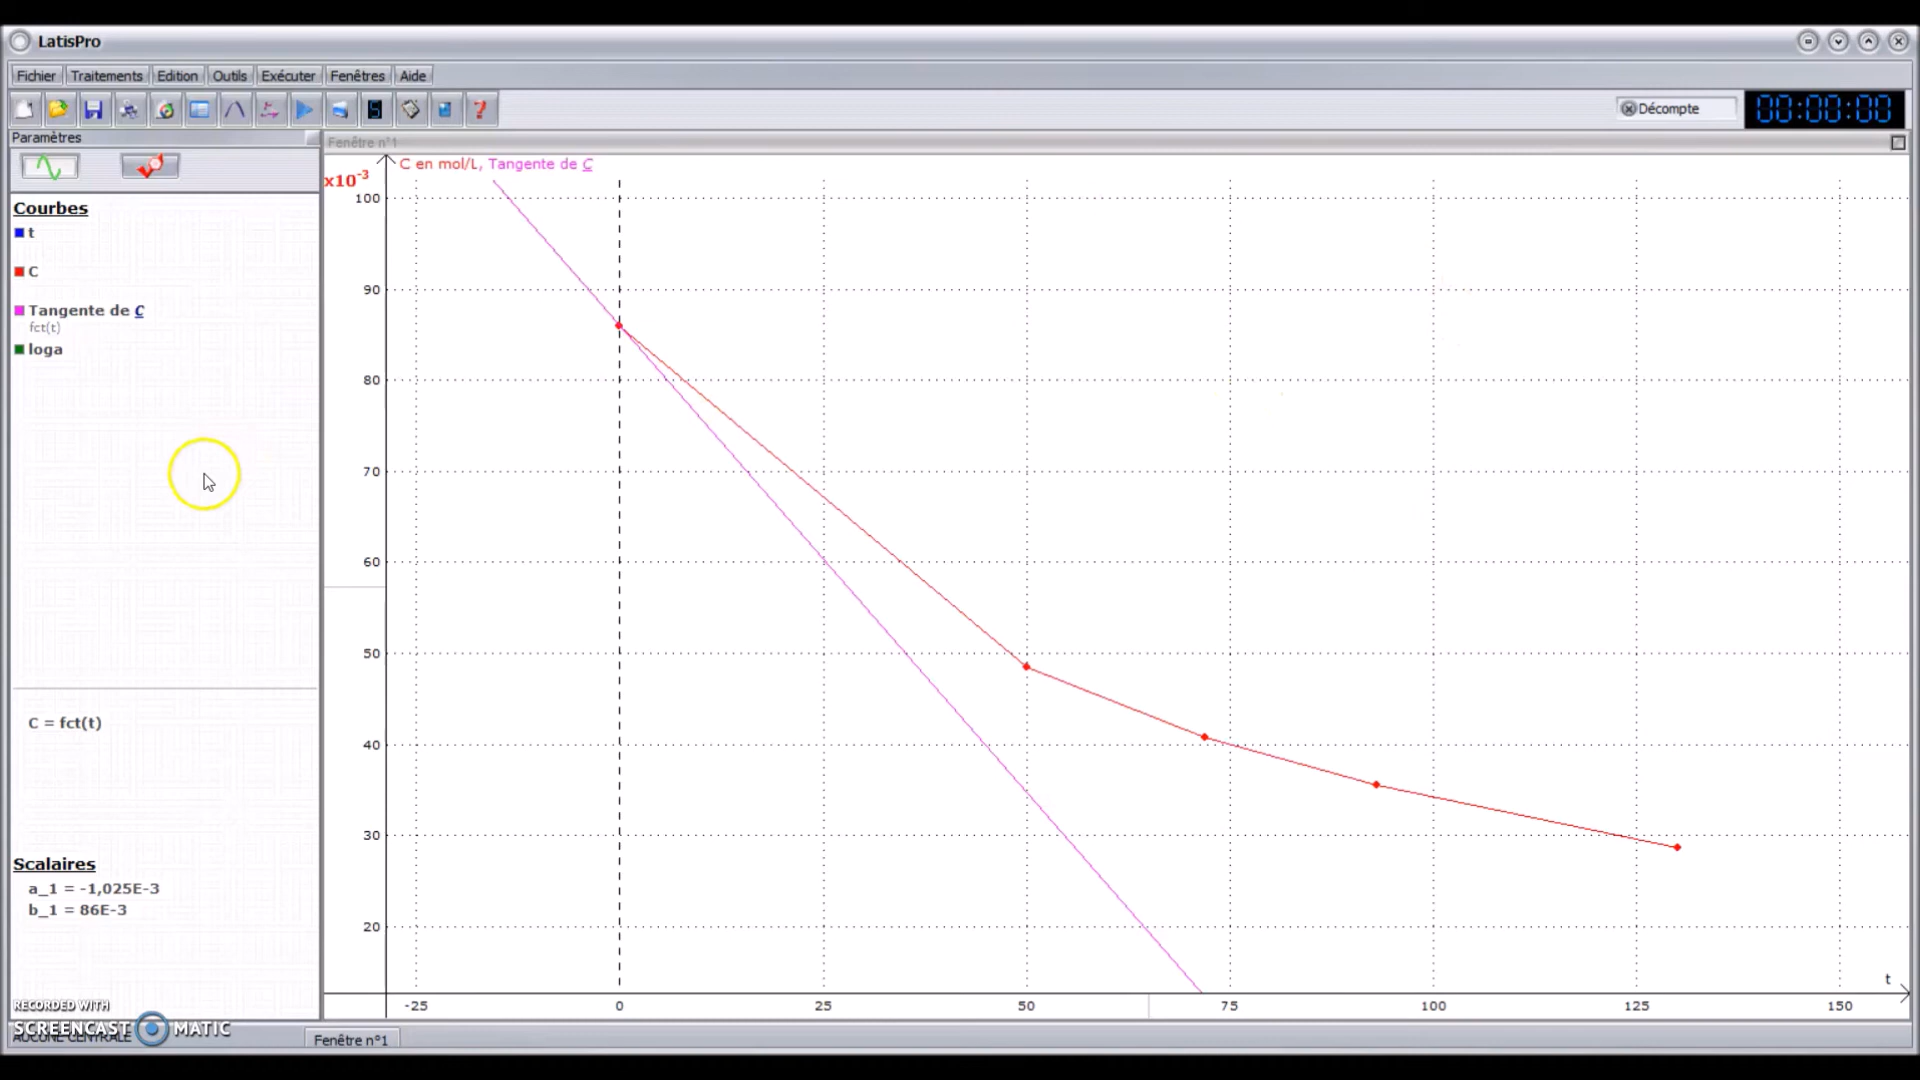 LatisPro
Fichier Traitements Edition Outils Exécuter Fenêtres Aide
Décompte 00:00:00
Paramètres
Fenêtre n°1
Courbes
t
C
Tangente de C
fct(t)
loga
C = fct(t)
Scalaires
a_1 = -1,025E-3
b_1 = 86E-3
C en mol/L, Tangente de C
x10-3
100
90
80
70
60
50
40
30
20
t
-25 0 25 50 75 100 125 150
RECORDED WITH
SCREENCAST MATIC
AUCUNE CENTRALE
Fenêtre n°1